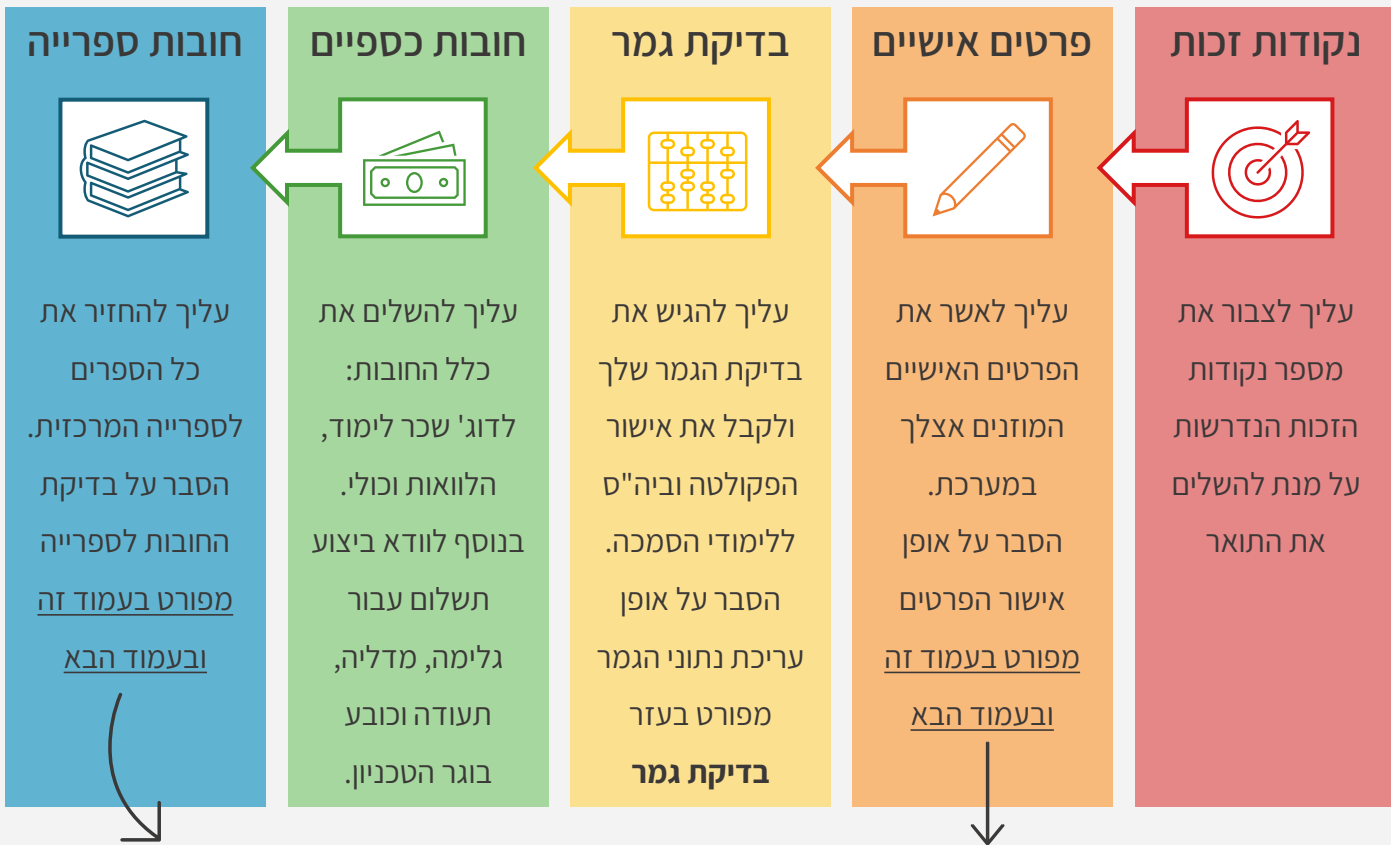 נקודות זכות
עליך לצבור את
מספר נקודות
הזכות הנדרשות
על מנת להשלים
את התואר
פרטים אישיים
עליך לאשר את
הפרטים האישיים
המוזנים אצלך
במערכת.
הסבר על אופן
אישור הפרטים
מפורט בעמוד זה
ובעמוד הבא
בדיקת גמר
עליך להגיש את
בדיקת הגמר שלך
ולקבל את אישור
הפקולטה וביה"ס
ללימודי הסמכה.
הסבר על אופן
עריכת נתוני הגמר
מפורט בעזר
בדיקת גמר
חובות כספיים
עליך להשלים את
כלל החובות:
לדוג' שכר לימוד,
הלוואות וכולי.
בנוסף לוודא ביצוע
תשלום עבור
גלימה, מדליה,
תעודה וכובע
בוגר הטכניון.
חובות ספרייה
עליך להחזיר את
כל הספרים
לספרייה המרכזית.
הסבר על בדיקת
החובות לספרייה
מפורט בעמוד זה
ובעמוד הבא